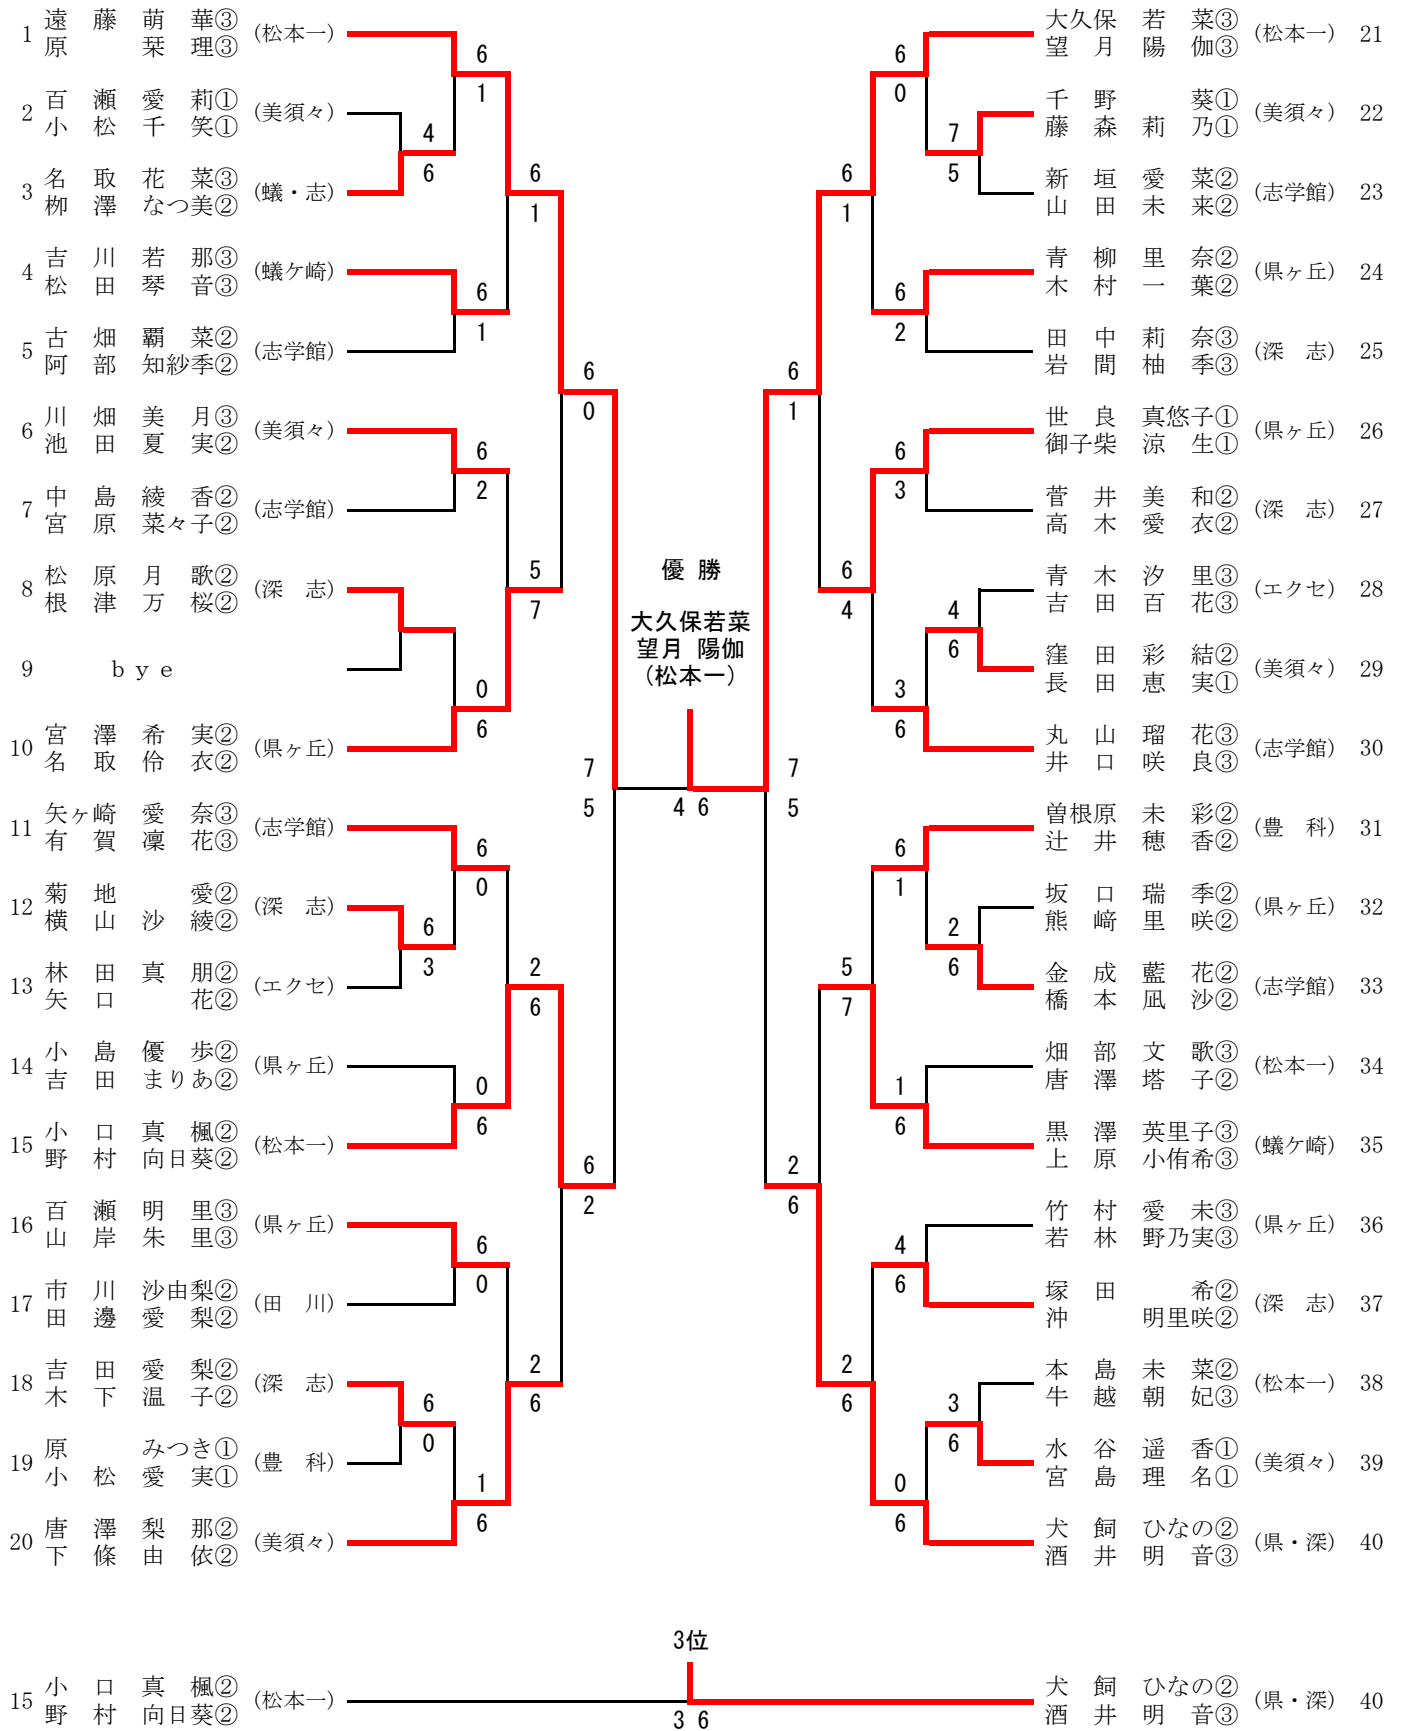 1 遠藤萌華③ (松本一)
原栞理③
2 百瀬愛莉① (美須々)
小松千笑①
3 名取花菜③ (蟻・志)
栁澤なつ美②
4 吉川若那③ (蟻ケ崎)
松田琴音③
5 古畑覇菜② (志学館)
阿部知紗季②
6 川畑美月③ (美須々)
池田夏実②
7 中島綾香② (志学館)
宮原菜々子②
8 松原月歌② (深 志)
根津万桜②
9 bye
10 宮澤希実② (県ヶ丘)
名取伶衣②
11 矢ヶ崎愛奈③ (志学館)
有賀凜花③
12 菊地愛② (深 志)
横山沙綾②
13 林田真朋② (エクセ)
矢口花②
14 小島優歩② (県ヶ丘)
吉田まりあ②
15 小口真楓② (松本一)
野村向日葵②
16 百瀬明里③ (県ヶ丘)
山岸朱里③
17 市川沙由梨② (田 川)
田邊愛梨②
18 吉田愛梨② (深 志)
木下温子②
19 原みつき① (豊 科)
小松愛実①
20 唐澤梨那② (美須々)
下條由依②
6
1
4
6
6
1
6
1
6
2
0
6
5
7
6
0
6
0
6
3
0
6
2
6
6
0
6
0
1
6
2
6
6
2
7
5
優 勝
大久保若菜
望月 陽伽
(松本一)
4 6
6
0
7
5
6
2
6
1
6
3
4
6
3
6
6
4
6
1
6
1
2
6
1
6
5
7
4
6
3
6
0
6
2
6
2
6
7
5
大久保若菜③ (松本一) 21
望月陽伽③
千野葵① (美須々) 22
藤森莉乃①
新垣愛菜② (志学館) 23
山田未来②
青柳里奈② (県ヶ丘) 24
木村一葉②
田中莉奈③ (深 志) 25
岩間柚季③
世良真悠子① (県ヶ丘) 26
御子柴涼生①
菅井美和② (深 志) 27
高木愛衣②
青木汐里③ (エクセ) 28
吉田百花③
窪田彩結② (美須々) 29
長田恵実①
丸山瑠花③ (志学館) 30
井口咲良③
曽根原未彩② (豊 科) 31
辻井穂香②
坂口瑞季② (県ヶ丘) 32
熊﨑里咲②
金成藍花② (志学館) 33
橋本凪沙②
畑部文歌③ (松本一) 34
唐澤塔子②
黒澤英里子③ (蟻ケ崎) 35
上原小侑希③
竹村愛未③ (県ヶ丘) 36
若林野乃実③
塚田希② (深 志) 37
沖明里咲②
本島未菜② (松本一) 38
牛越朝妃③
水谷遥香① (美須々) 39
宮島理名①
犬飼ひなの② (県・深) 40
酒井明音③
3位
15 小口真楓② (松本一)
野村向日葵②
3 6
犬飼ひなの② (県・深) 40
酒井明音③